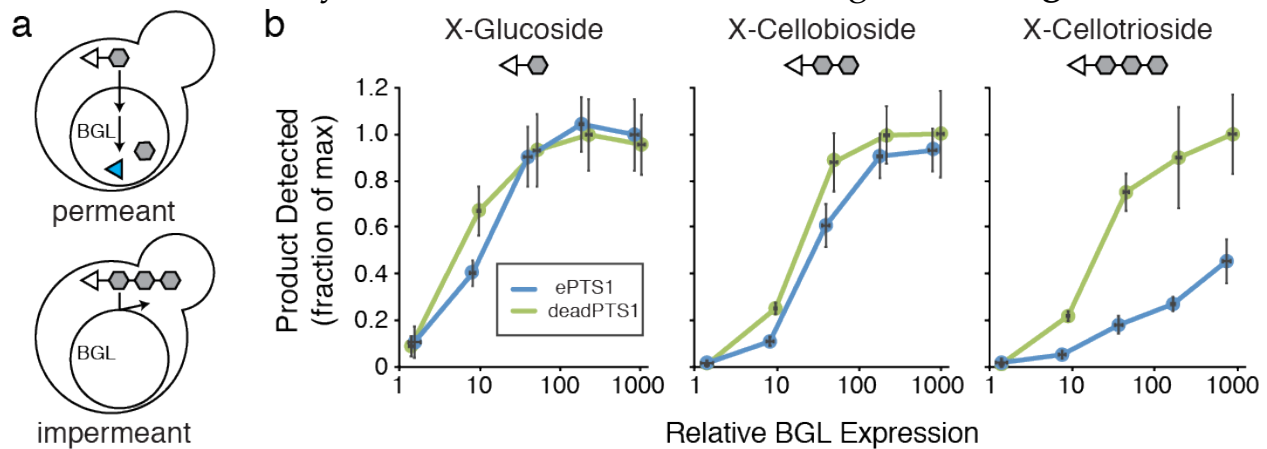 a
BGL
permeant
BGL
impermeant
b
X-Glucoside
X-Cellobioside
X-Cellotrioside
Product Detected
(fraction of max)
1.2
1.0
0.8
0.6
0.4
0.2
0
ePTS1
deadPTS1
1 10 100 1000
1 10 100 1000
1 10 100 1000
Relative BGL Expression